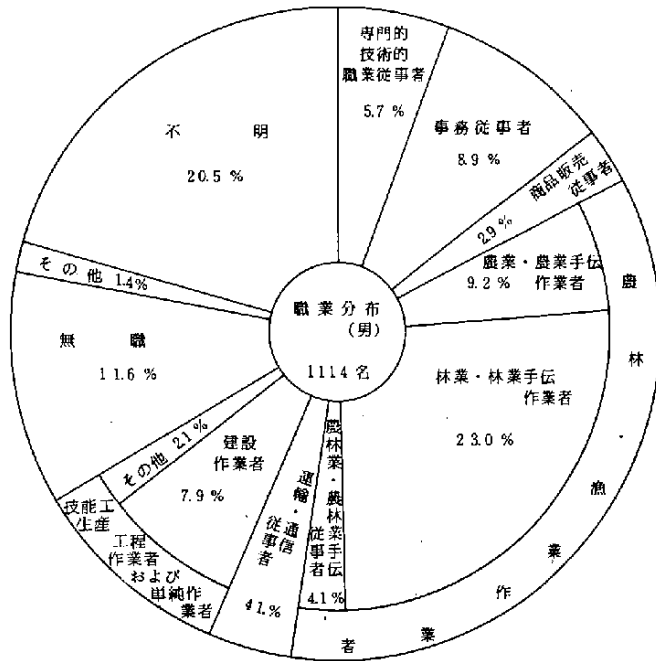 専門的
技術的
職業従事者
5.7 %
事務従事者
8.9 %
商品販売
従事者
2.9 %
農業・農業手伝
作業者
9.2 %
林業・林業手伝
作業者
23.0 %
農林漁業作業者
農林業・農林業手伝
従事者
4.1 %
運輸・通信
従事者
41.%
建設
作業者
7.9 %
その他 2.1 %
技能工
生産
工程
作業者
および
単純作
業者
無職
11.6 %
その他 1.4%
不明
20.5 %
職業分布
(男)
1114 名